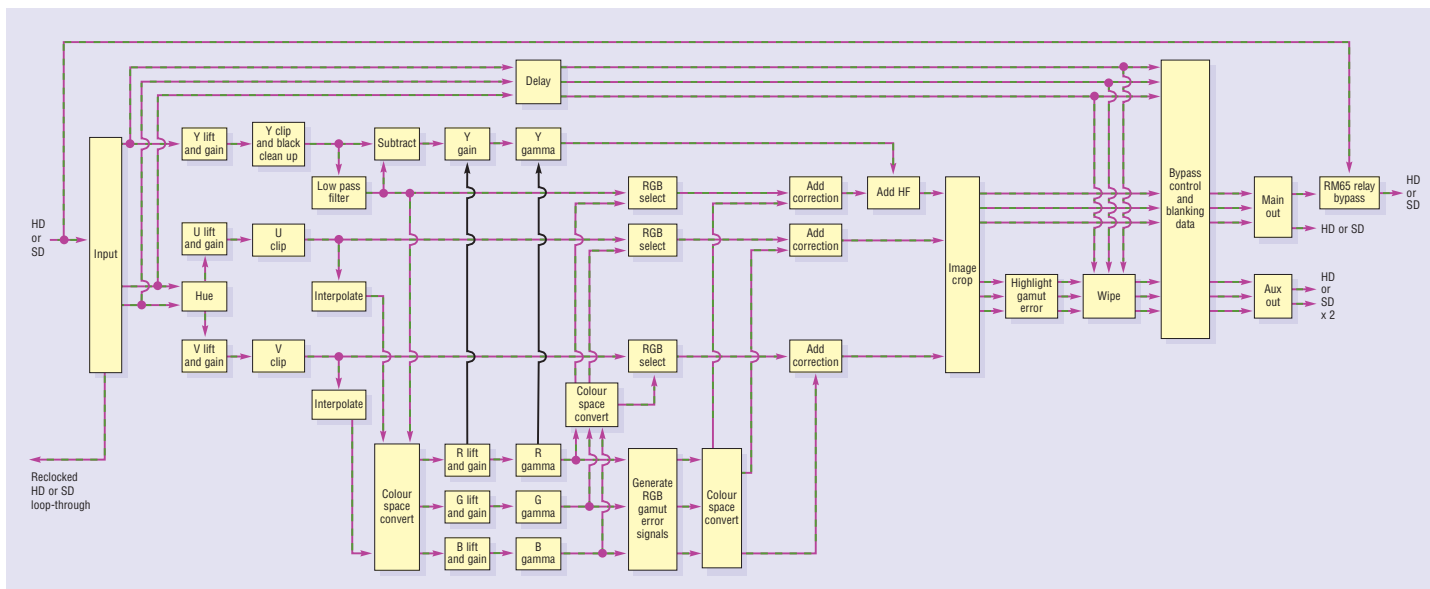 Delay
Y lift
and gain
Y clip
and black
clean up
Subtract
Y
gain
Y
gamma
Low pass
filter
RGB
select
Add
correction
Add HF
Bypass
control
and
blanking
data
Main
out
RM65 relay
bypass
HD
or
SD
HD or SD
HD
or
SD
Input
U lift
and gain
U
clip
RGB
select
Add
correction
Image
crop
Hue
Interpolate
Highlight
gamut
error
Wipe
Aux
out
HD
or
SD
x 2
V lift
and gain
V
clip
RGB
select
Add
correction
Interpolate
Colour
space
convert
Reclocked
HD or SD
loop-through
Colour
space
convert
R lift
and gain
R
gamma
G lift
and gain
G
gamma
B lift
and gain
B
gamma
Generate
RGB
gamut
error
signals
Colour
space
convert